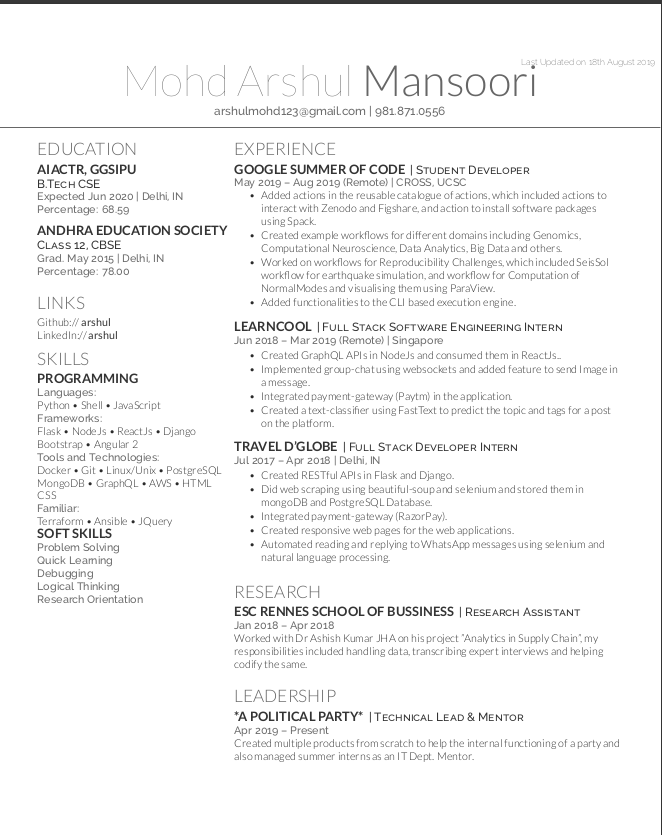 Last Updated on 18th August 2019
Mohd Arshul Mansoori
arshulmohd123@gmail.com | 981.871.0556
EDUCATION
AIACTR, GGSIPU
B.Tech CSE
Expected Jun 2020 | Delhi, IN
Percentage: 68.59
ANDHRA EDUCATION SOCIETY
Class 12, CBSE
Grad. May 2015 | Delhi, IN
Percentage: 78.00
LINKS
Github:// arshul
LinkedIn:// arshul
SKILLS
PROGRAMMING
Languages:
Python • Shell • JavaScript
Frameworks:
Flask • NodeJs • ReactJs • Django
Bootstrap • Angular 2
Tools and Technologies:
Docker • Git • Linux/Unix • PostgreSQL
MongoDB • GraphQL • AWS • HTML
CSS
Familiar:
Terraform • Ansible • JQuery
SOFT SKILLS
Problem Solving
Quick Learning
Debugging
Logical Thinking
Research Orientation
EXPERIENCE
GOOGLE SUMMER OF CODE | Student Developer
May 2019 – Aug 2019 (Remote) | CROSS, UCSC
• Added actions in the reusable catalogue of actions, which included actions to
interact with Zenodo and Figshare, and action to install software packages
using Spack.
• Created example workflows for different domains including Genomics,
Computational Neuroscience, Data Analytics, Big Data and others.
• Worked on workflows for Reproducibility Challenges, which included SeisSol
workflow for earthquake simulation, and workflow for Computation of
NormalModes and visualising them using ParaView.
• Added functionalities to the CLI based execution engine.
LEARNCOOL | Full Stack Software Engineering Intern
Jun 2018 – Mar 2019 (Remote) | Singapore
• Created GraphQL APIs in NodeJs and consumed them in ReactJs..
• Implemented group-chat using websockets and added feature to send Image in
a message.
• Integrated payment-gateway (Paytm) in the application.
• Created a text-classifier using FastText to predict the topic and tags for a post
on the platform.
TRAVEL D'GLOBE | Full Stack Developer Intern
Jul 2017 – Apr 2018 | Delhi, IN
• Created RESTful APIs in Flask and Django.
• Did web scraping using beautiful-soup and selenium and stored them in
mongoDB and PostgreSQL Database.
• Integrated payment-gateway (RazorPay).
• Created responsive web pages for the web applications.
• Automated reading and replying to WhatsApp messages using selenium and
natural language processing.
RESEARCH
ESC RENNES SCHOOL OF BUSSINESS | Research Assistant
Jan 2018 – Apr 2018
Worked with Dr Ashish Kumar JHA on his project "Analytics in Supply Chain", my
responsibilities included handling data, transcribing expert interviews and helping
codify the same.
LEADERSHIP
*A POLITICAL PARTY* | Technical Lead & Mentor
Apr 2019 – Present
Created multiple products from scratch to help the internal functioning of a party and
also managed summer interns as an IT Dept. Mentor.